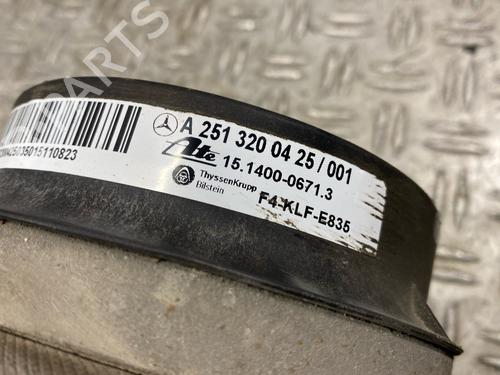 PARTS
A 251 320 04 25 / 001
Ate 15.1400-0671.3
ThyssenKrupp
Bilstein
F4-KLF-E835